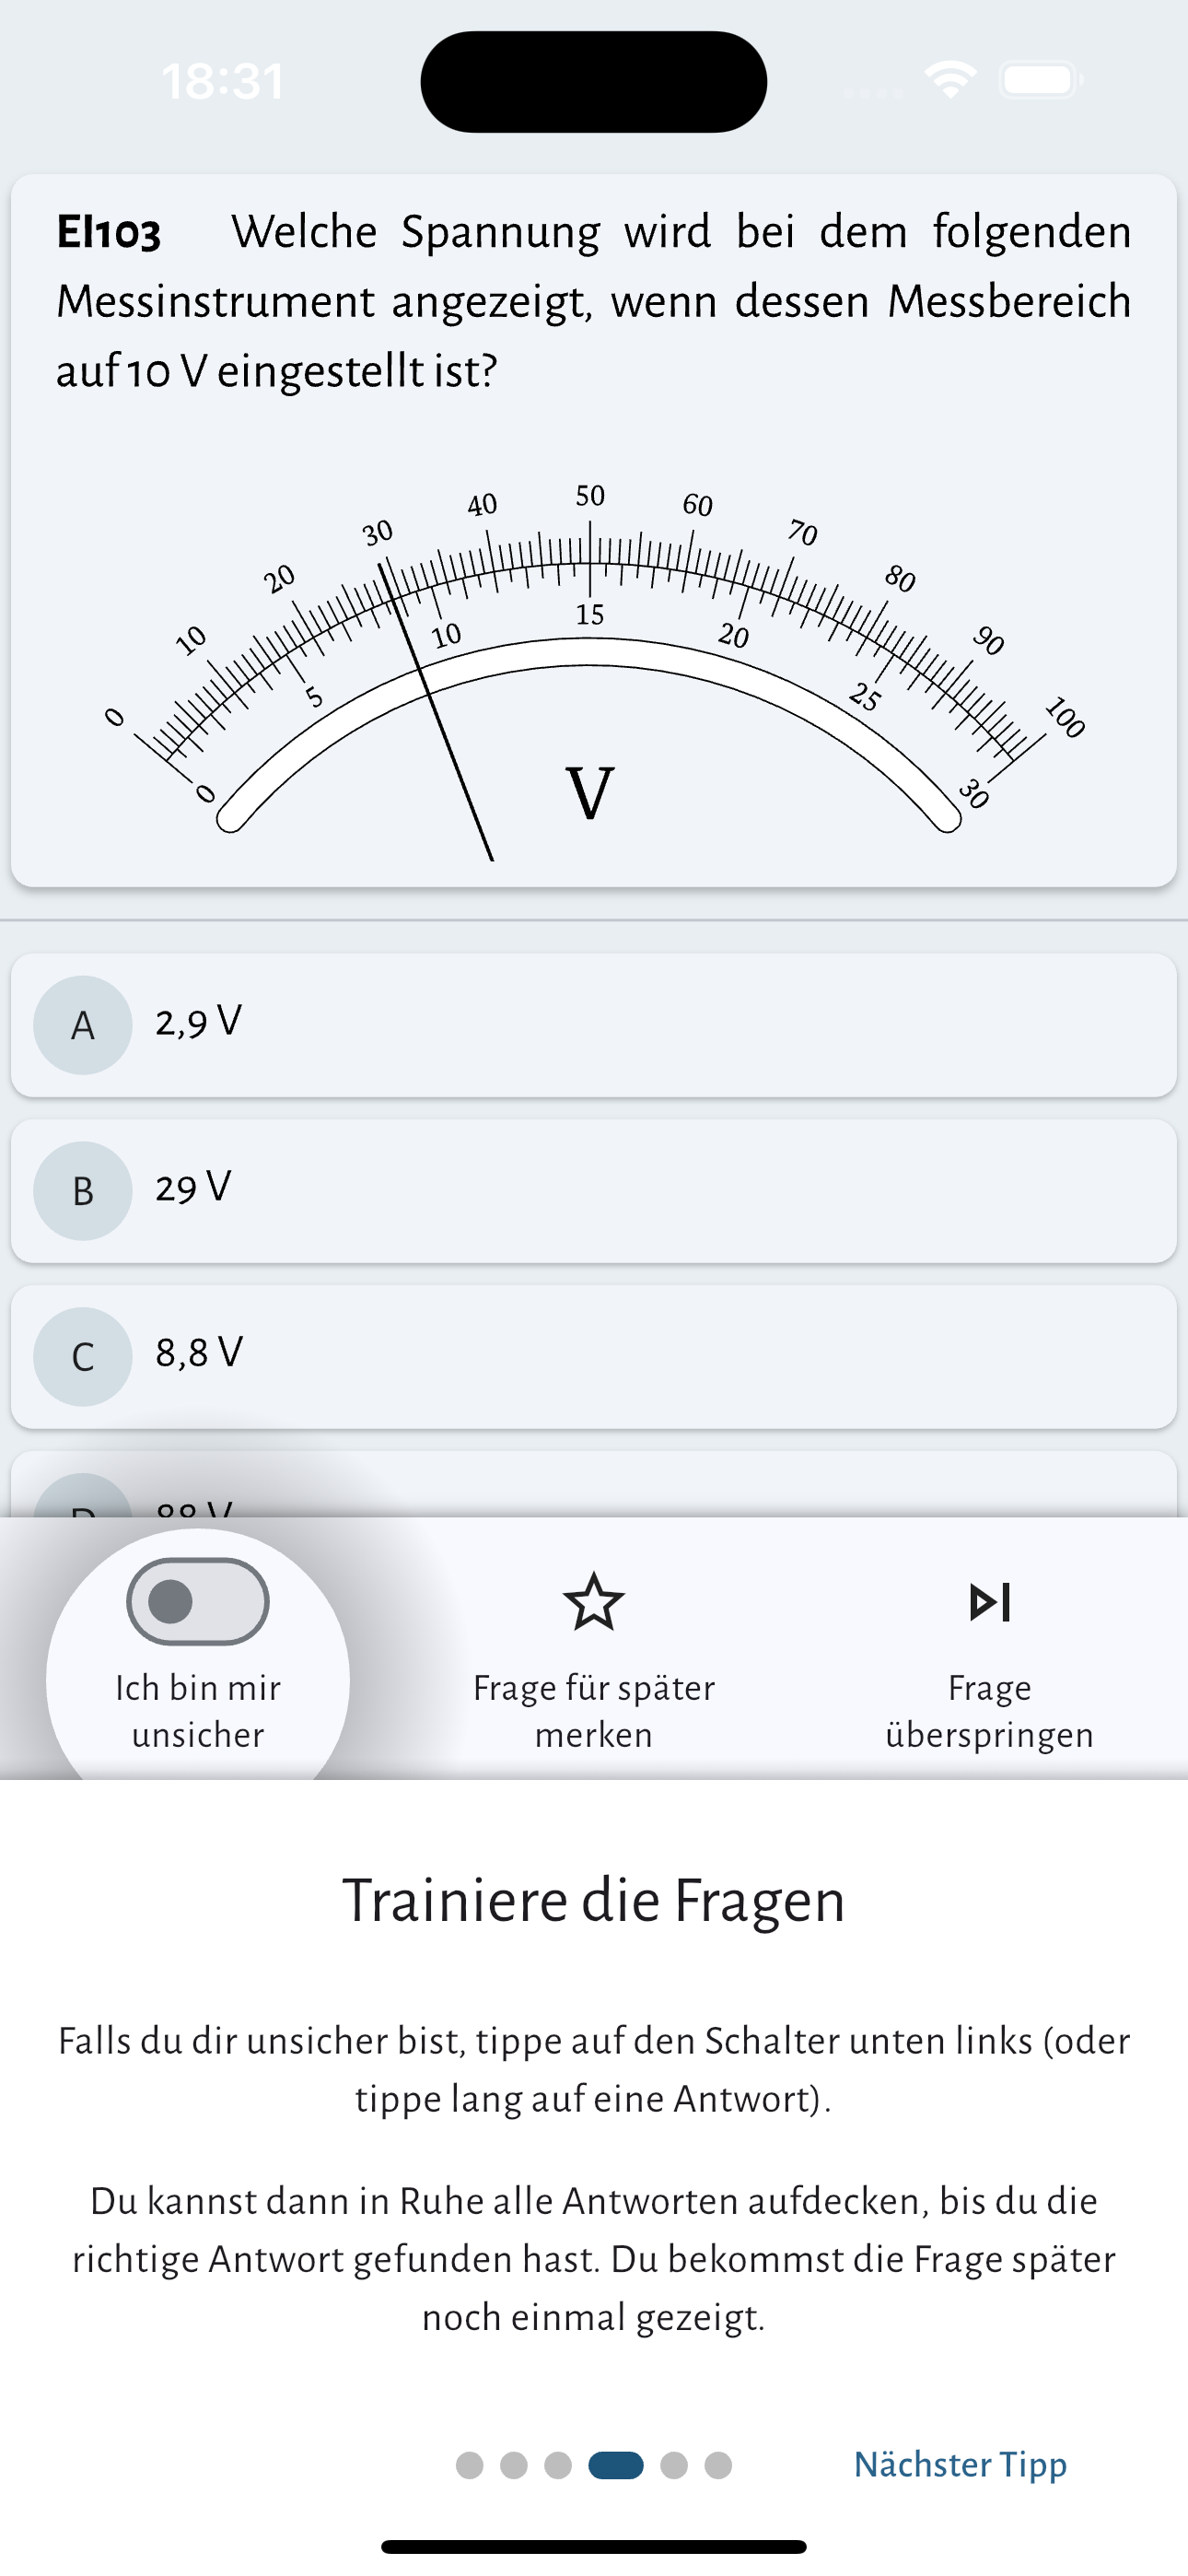 18:31
EI103 Welche Spannung wird bei dem folgenden
Messinstrument angezeigt, wenn dessen Messbereich
auf 10 V eingestellt ist?
0 10 20 30 40 50 60 70 80 90 100
0 5 10 15 20 25 30
V
A 2,9 V
B 29 V
C 8,8 V
D 88 V
Ich bin mir
unsicher
Frage für später
merken
Frage
überspringen
Trainiere die Fragen
Falls du dir unsicher bist, tippe auf den Schalter unten links (oder
tippe lang auf eine Antwort).
Du kannst dann in Ruhe alle Antworten aufdecken, bis du die
richtige Antwort gefunden hast. Du bekommst die Frage später
noch einmal gezeigt.
Nächster Tipp